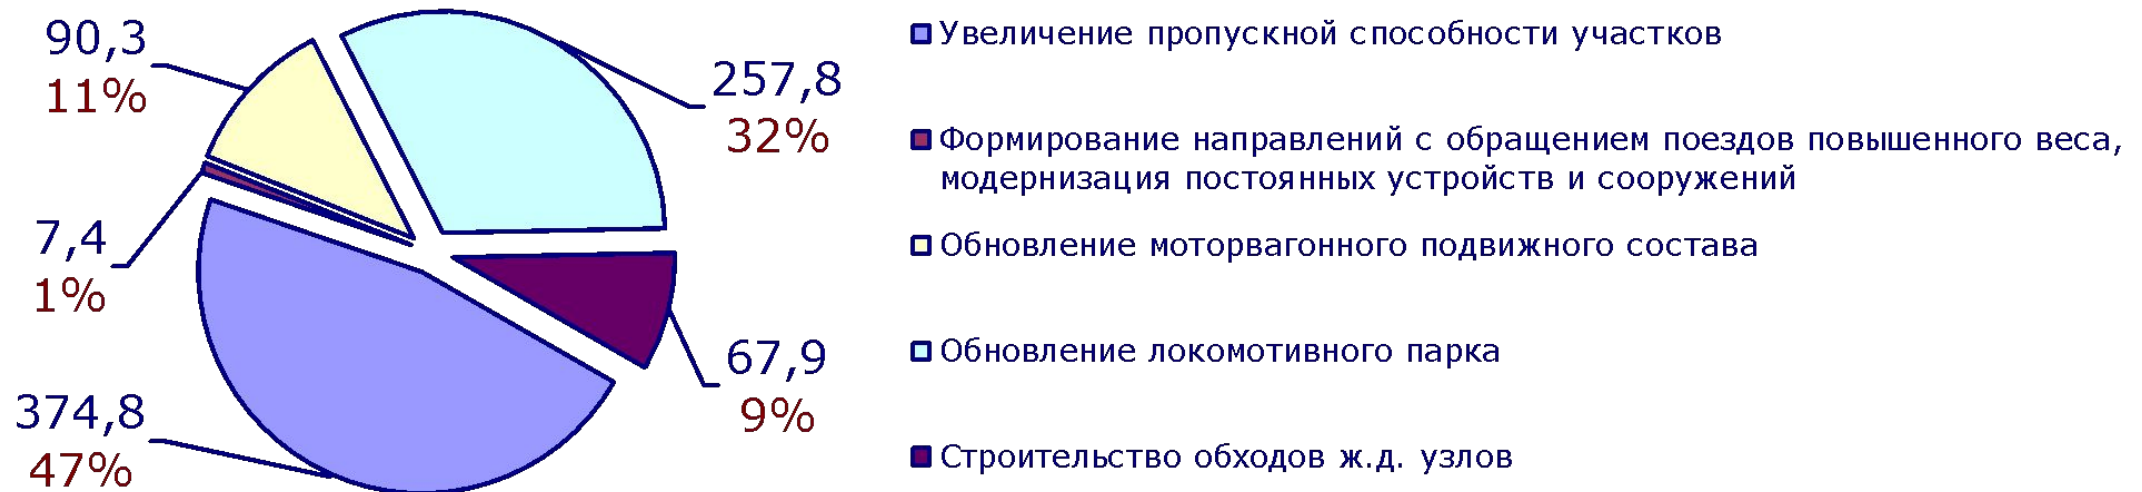 90,3
11%
257,8
32%
7,4
1%
67,9
9%
374,8
47%
Увеличение пропускной способности участков
Формирование направлений с обращением поездов повышенного веса,
модернизация постоянных устройств и сооружений
Обновление моторвагонного подвижного состава
Обновление локомотивного парка
Строительство обходов ж.д. узлов